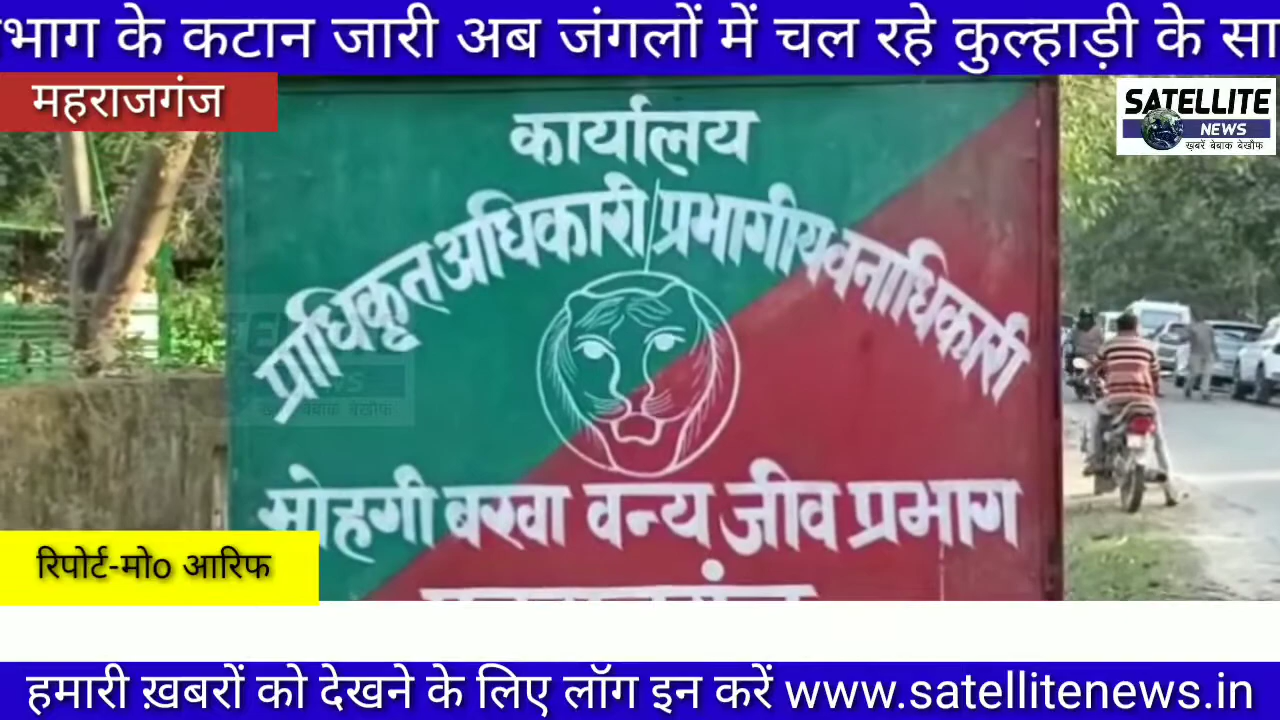 भाग के कटान जारी अब जंगलों में चल रहे कुल्हाड़ी के सा
महराजगंज
SATELLITE
NEWS
ख़बरें बेबाक बेखौफ
कार्यालय
प्राधिकृत अधिकारी/प्रभागीय वनाधिकारी
सोहगी बरवा वन्य जीव प्रभाग
रिपोर्ट-मो० आरिफ
हमारी ख़बरों को देखने के लिए लॉग इन करें www.satellitenews.in